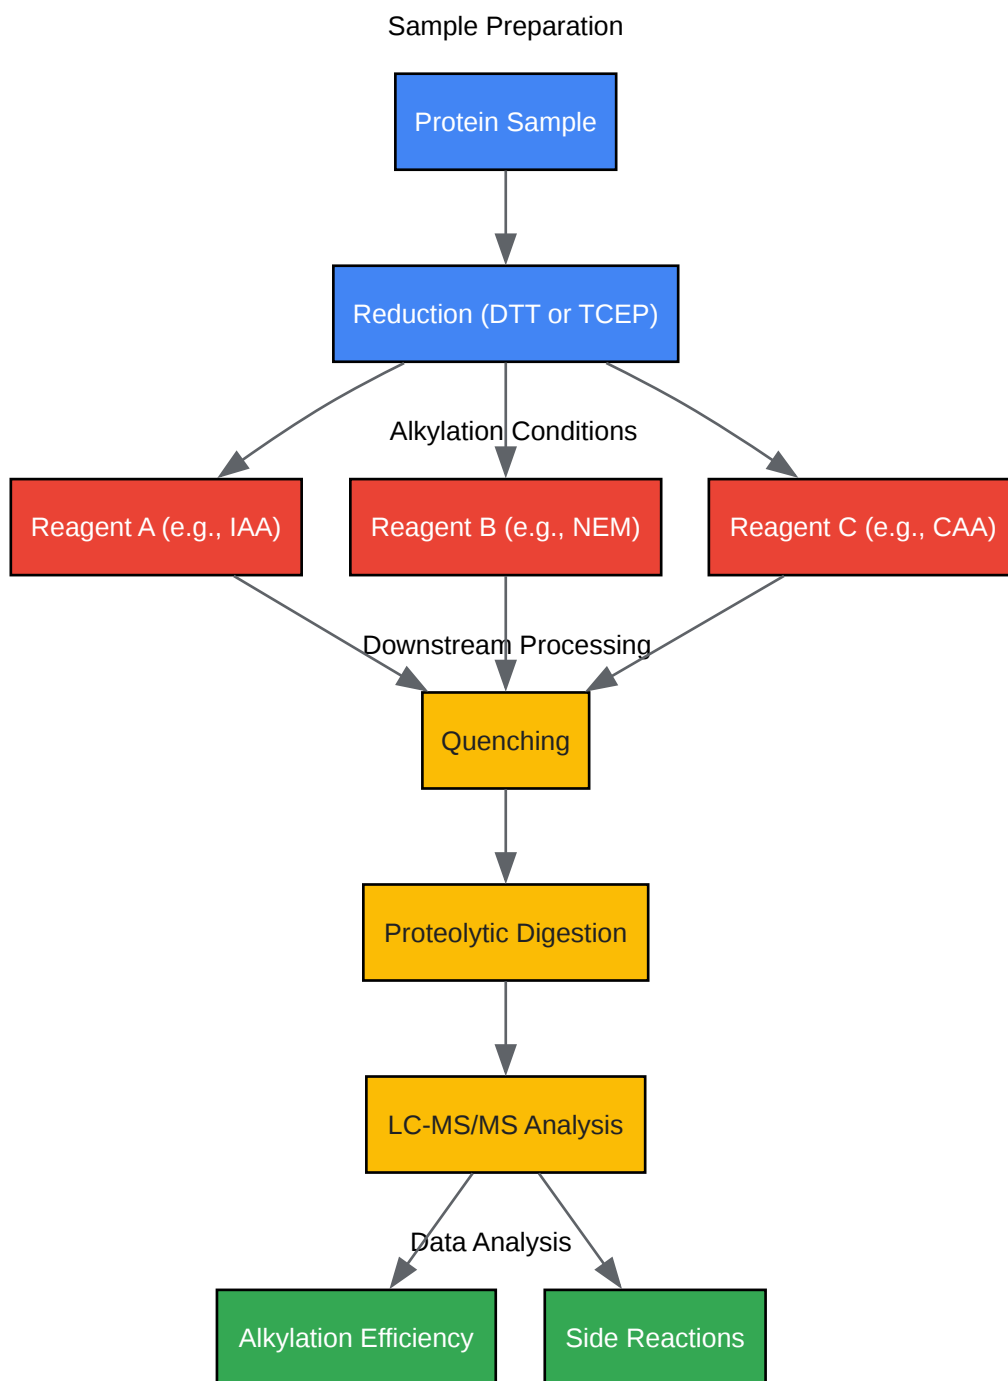 Sample Preparation
Protein Sample
Reduction (DTT or TCEP)
Alkylation Conditions
Reagent A (e.g., IAA)
Reagent B (e.g., NEM)
Reagent C (e.g., CAA)
Downstream Processing
Quenching
Proteolytic Digestion
LC-MS/MS Analysis
Data Analysis
Alkylation Efficiency
Side Reactions